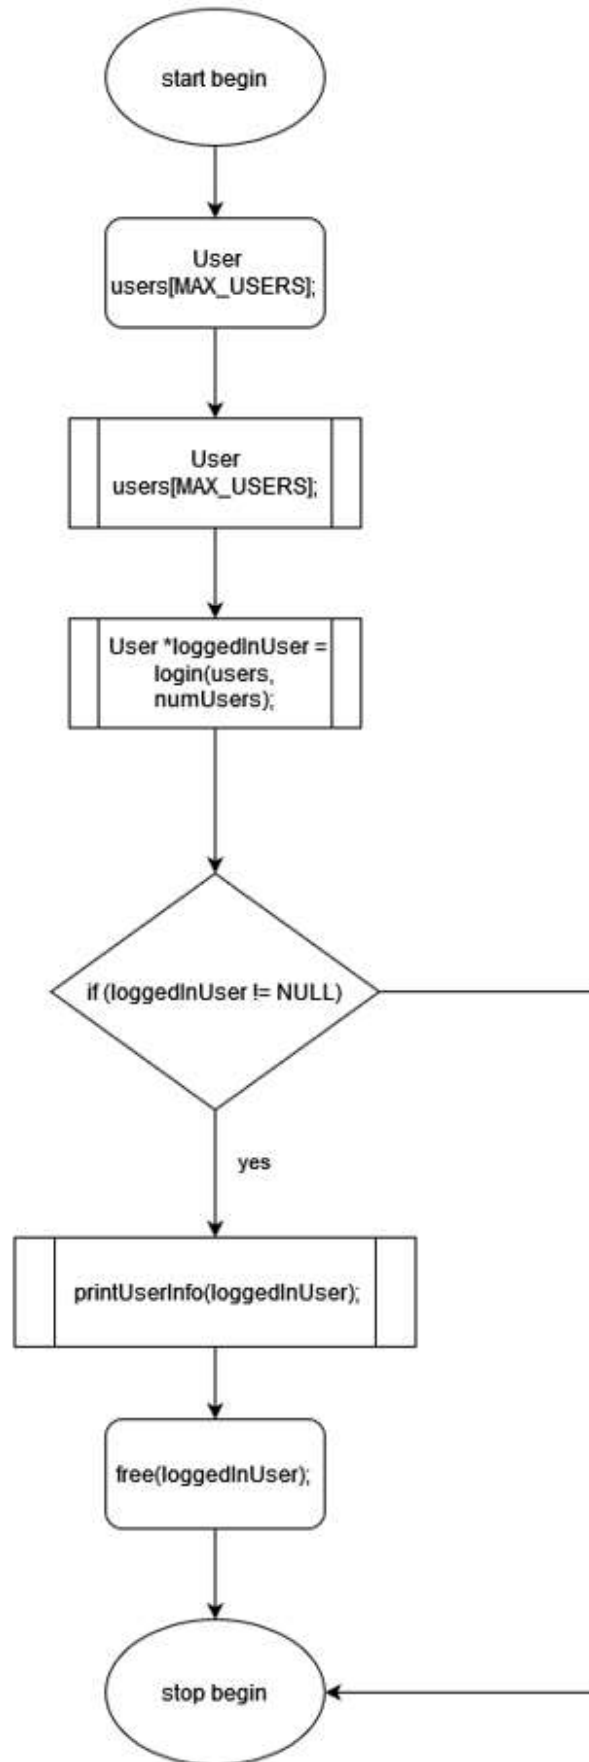 start begin
User
users[MAX_USERS];
User
users[MAX_USERS];
User *loggedInUser =
login(users,
numUsers);
if (loggedInUser != NULL)
yes
printUserInfo(loggedInUser);
free(loggedInUser);
stop begin